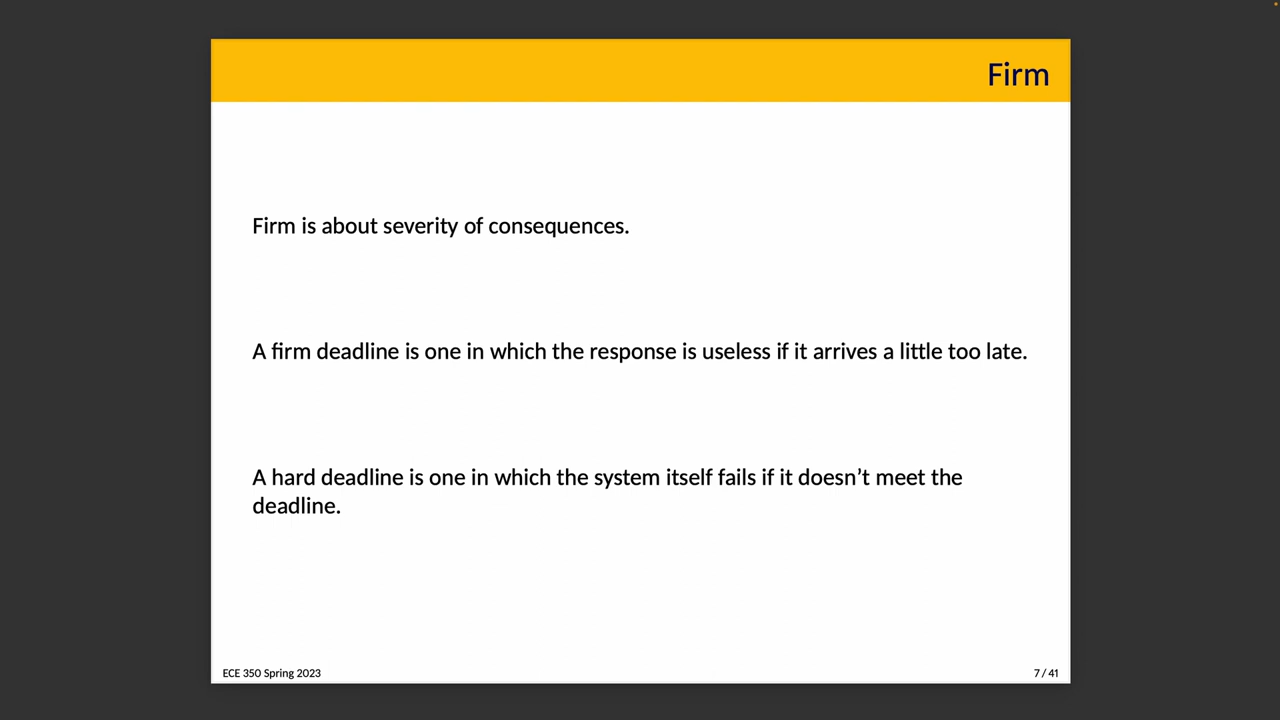 Firm
Firm is about severity of consequences.
A firm deadline is one in which the response is useless if it arrives a little too late.
A hard deadline is one in which the system itself fails if it doesn’t meet the
deadline.
ECE 350 Spring 2023
7 / 41